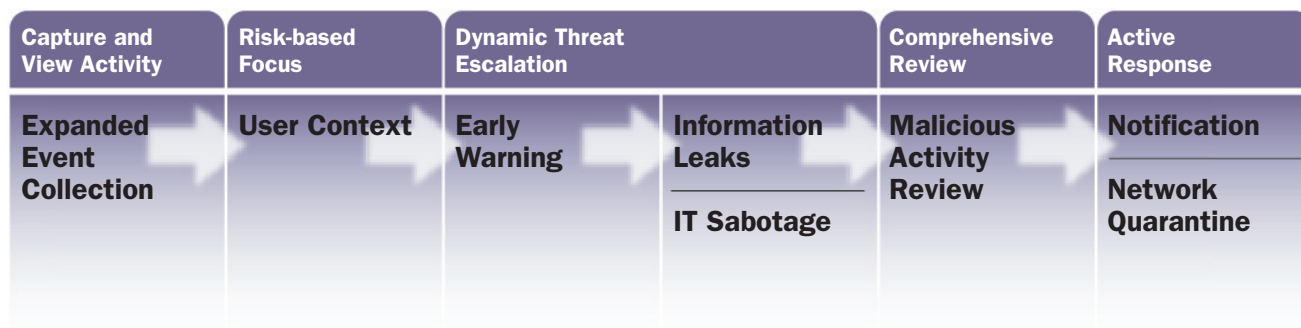 Capture and
View Activity
Risk-based
Focus
Dynamic Threat
Escalation
Comprehensive
Review
Active
Response
Expanded
Event
Collection
User Context
Early
Warning
Information
Leaks
IT Sabotage
Malicious
Activity
Review
Notification
Network
Quarantine